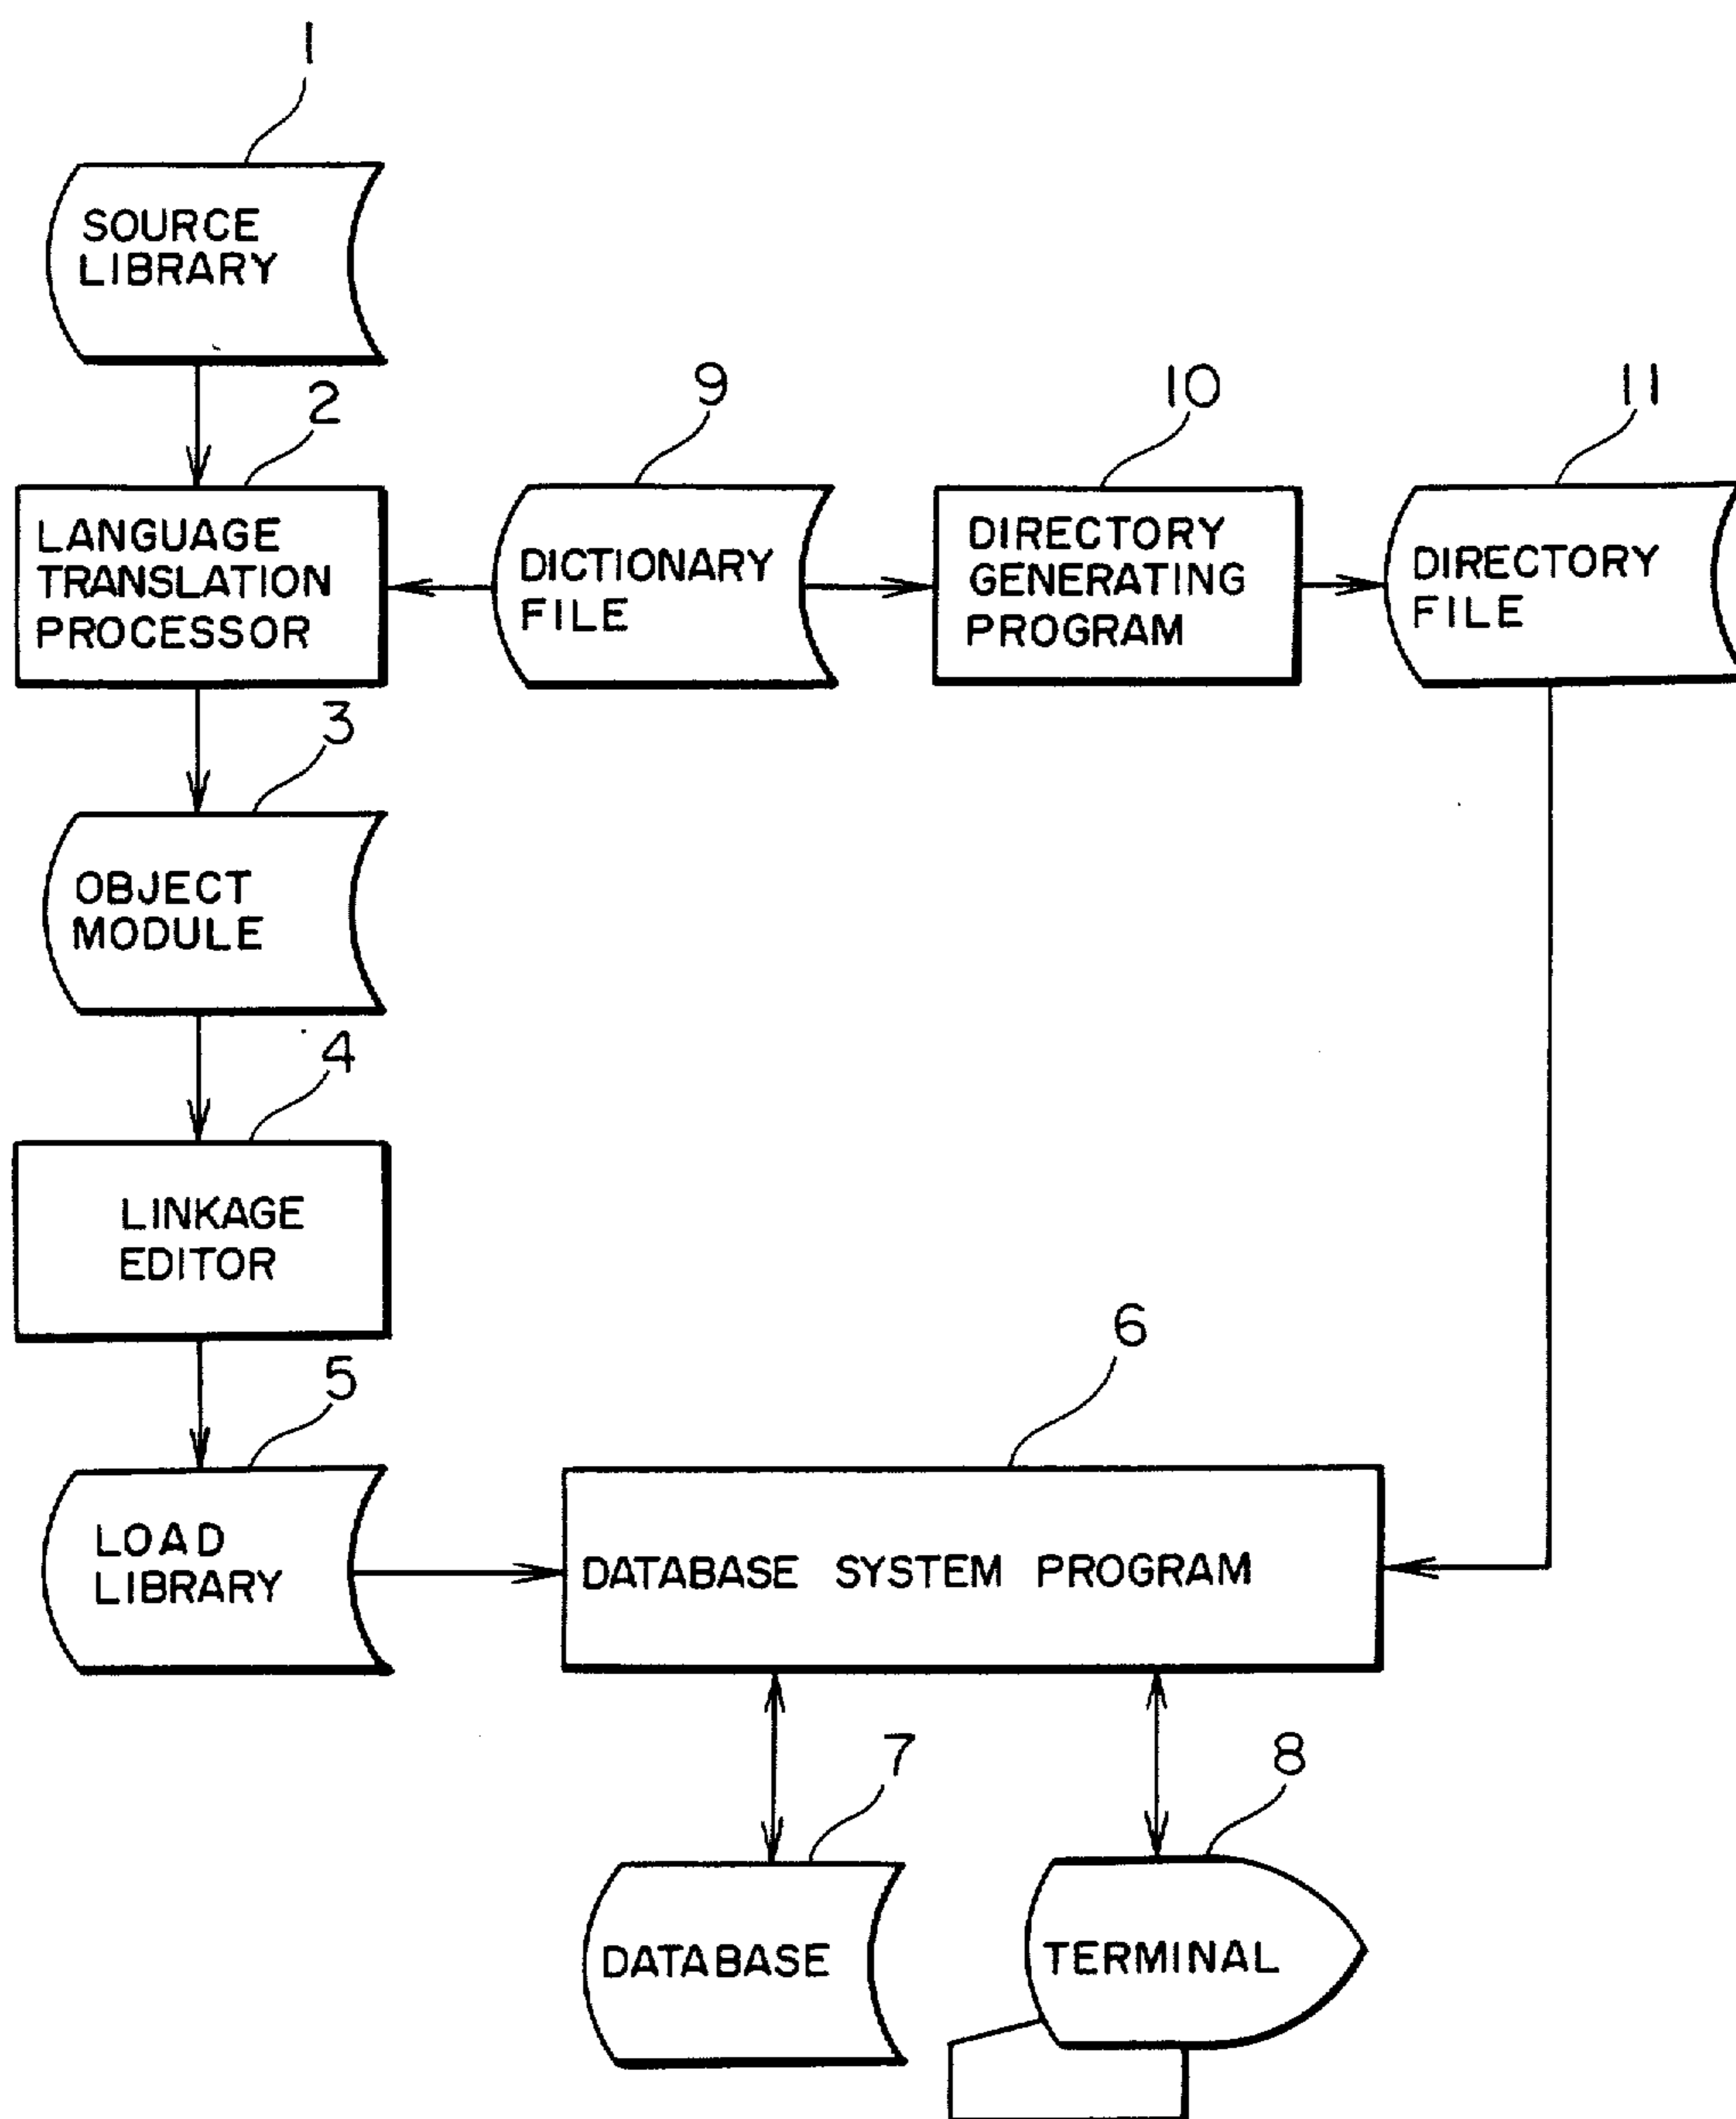 1
SOURCE
LIBRARY
2
LANGUAGE
TRANSLATION
PROCESSOR
9
DICTIONARY
FILE
10
DIRECTORY
GENERATING
PROGRAM
11
DIRECTORY
FILE
3
OBJECT
MODULE
4
LINKAGE
EDITOR
5
LOAD
LIBRARY
6
DATABASE SYSTEM PROGRAM
7
DATABASE
8
TERMINAL